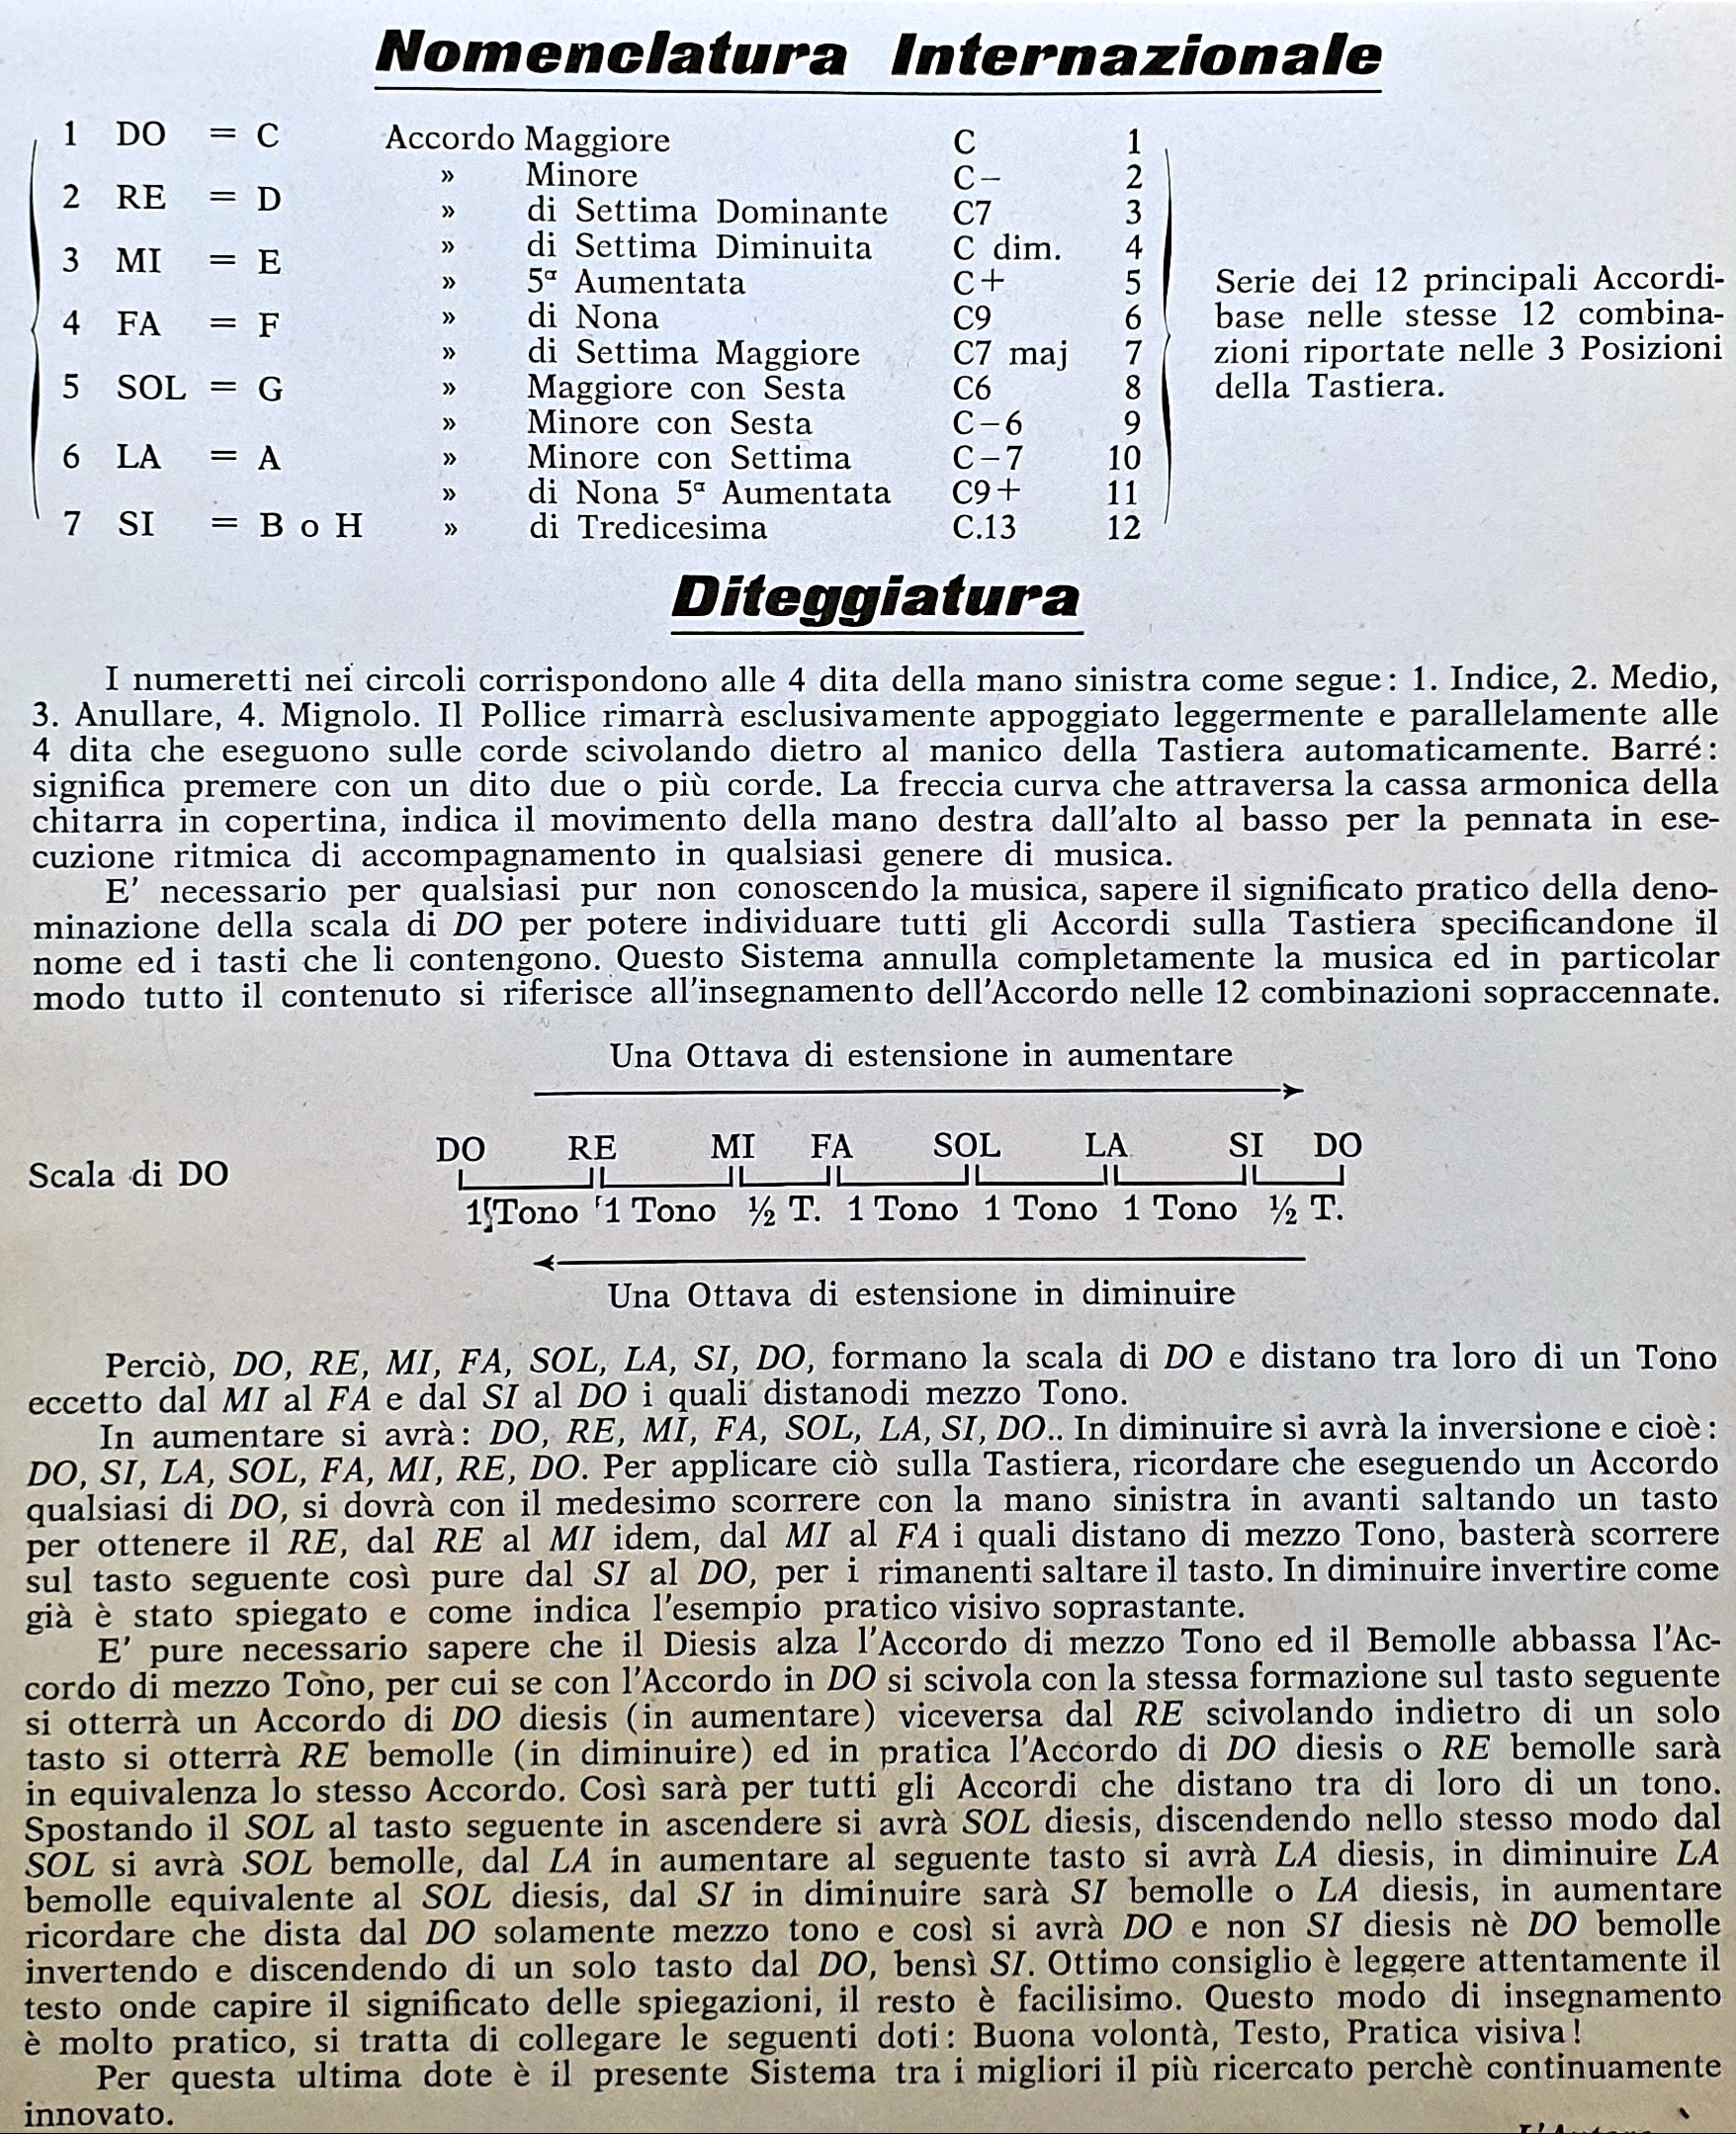 Nomenclatura Internazionale
1 DO = C
2 RE = D
3 MI = E
4 FA = F
5 SOL = G
6 LA = A
7 SI = B o H
Accordo Maggiore C 1
» Minore C− 2
» di Settima Dominante C7 3
» di Settima Diminuita C dim. 4
» 5ª Aumentata C+ 5
» di Nona C9 6
» di Settima Maggiore C7 maj 7
» Maggiore con Sesta C6 8
» Minore con Sesta C−6 9
» Minore con Settima C−7 10
» di Nona 5ª Aumentata C9+ 11
» di Tredicesima C.13 12
Serie dei 12 principali Accordi-
base nelle stesse 12 combina-
zioni riportate nelle 3 Posizioni
della Tastiera.
Diteggiatura
I numeretti nei circoli corrispondono alle 4 dita della mano sinistra come segue: 1. Indice, 2. Medio,
3. Anullare, 4. Mignolo. Il Pollice rimarrà esclusivamente appoggiato leggermente e parallelamente alle
4 dita che eseguono sulle corde scivolando dietro al manico della Tastiera automaticamente. Barré:
significa premere con un dito due o più corde. La freccia curva che attraversa la cassa armonica della
chitarra in copertina, indica il movimento della mano destra dall'alto al basso per la pennata in ese-
cuzione ritmica di accompagnamento in qualsiasi genere di musica.
E' necessario per qualsiasi pur non conoscendo la musica, sapere il significato pratico della deno-
minazione della scala di DO per potere individuare tutti gli Accordi sulla Tastiera specificandone il
nome ed i tasti che li contengono. Questo Sistema annulla completamente la musica ed in particolar
modo tutto il contenuto si riferisce all'insegnamento dell'Accordo nelle 12 combinazioni sopraccennate.
Una Ottava di estensione in aumentare
DO RE MI FA SOL LA SI DO
Scala di DO
1 Tono 1 Tono ½ T. 1 Tono 1 Tono 1 Tono ½ T.
Una Ottava di estensione in diminuire
Perciò, DO, RE, MI, FA, SOL, LA, SI, DO, formano la scala di DO e distano tra loro di un Tono
eccetto dal MI al FA e dal SI al DO i quali distanodi mezzo Tono.
In aumentare si avrà: DO, RE, MI, FA, SOL, LA, SI, DO.. In diminuire si avrà la inversione e cioè:
DO, SI, LA, SOL, FA, MI, RE, DO. Per applicare ciò sulla Tastiera, ricordare che eseguendo un Accordo
qualsiasi di DO, si dovrà con il medesimo scorrere con la mano sinistra in avanti saltando un tasto
per ottenere il RE, dal RE al MI idem, dal MI al FA i quali distano di mezzo Tono, basterà scorrere
sul tasto seguente così pure dal SI al DO, per i rimanenti saltare il tasto. In diminuire invertire come
già è stato spiegato e come indica l'esempio pratico visivo soprastante.
E' pure necessario sapere che il Diesis alza l'Accordo di mezzo Tono ed il Bemolle abbassa l'Ac-
cordo di mezzo Tono, per cui se con l'Accordo in DO si scivola con la stessa formazione sul tasto seguente
si otterrà un Accordo di DO diesis (in aumentare) viceversa dal RE scivolando indietro di un solo
tasto si otterrà RE bemolle (in diminuire) ed in pratica l'Accordo di DO diesis o RE bemolle sarà
in equivalenza lo stesso Accordo. Così sarà per tutti gli Accordi che distano tra di loro di un tono.
Spostando il SOL al tasto seguente in ascendere si avrà SOL diesis, discendendo nello stesso modo dal
SOL si avrà SOL bemolle, dal LA in aumentare al seguente tasto si avrà LA diesis, in diminuire LA
bemolle equivalente al SOL diesis, dal SI in diminuire sarà SI bemolle o LA diesis, in aumentare
ricordare che dista dal DO solamente mezzo tono e così si avrà DO e non SI diesis nè DO bemolle
invertendo e discendendo di un solo tasto dal DO, bensì SI. Ottimo consiglio è leggere attentamente il
testo onde capire il significato delle spiegazioni, il resto è facilisimo. Questo modo di insegnamento
è molto pratico, si tratta di collegare le seguenti doti: Buona volontà, Testo, Pratica visiva!
Per questa ultima dote è il presente Sistema tra i migliori il più ricercato perchè continuamente
innovato.
L'Autore